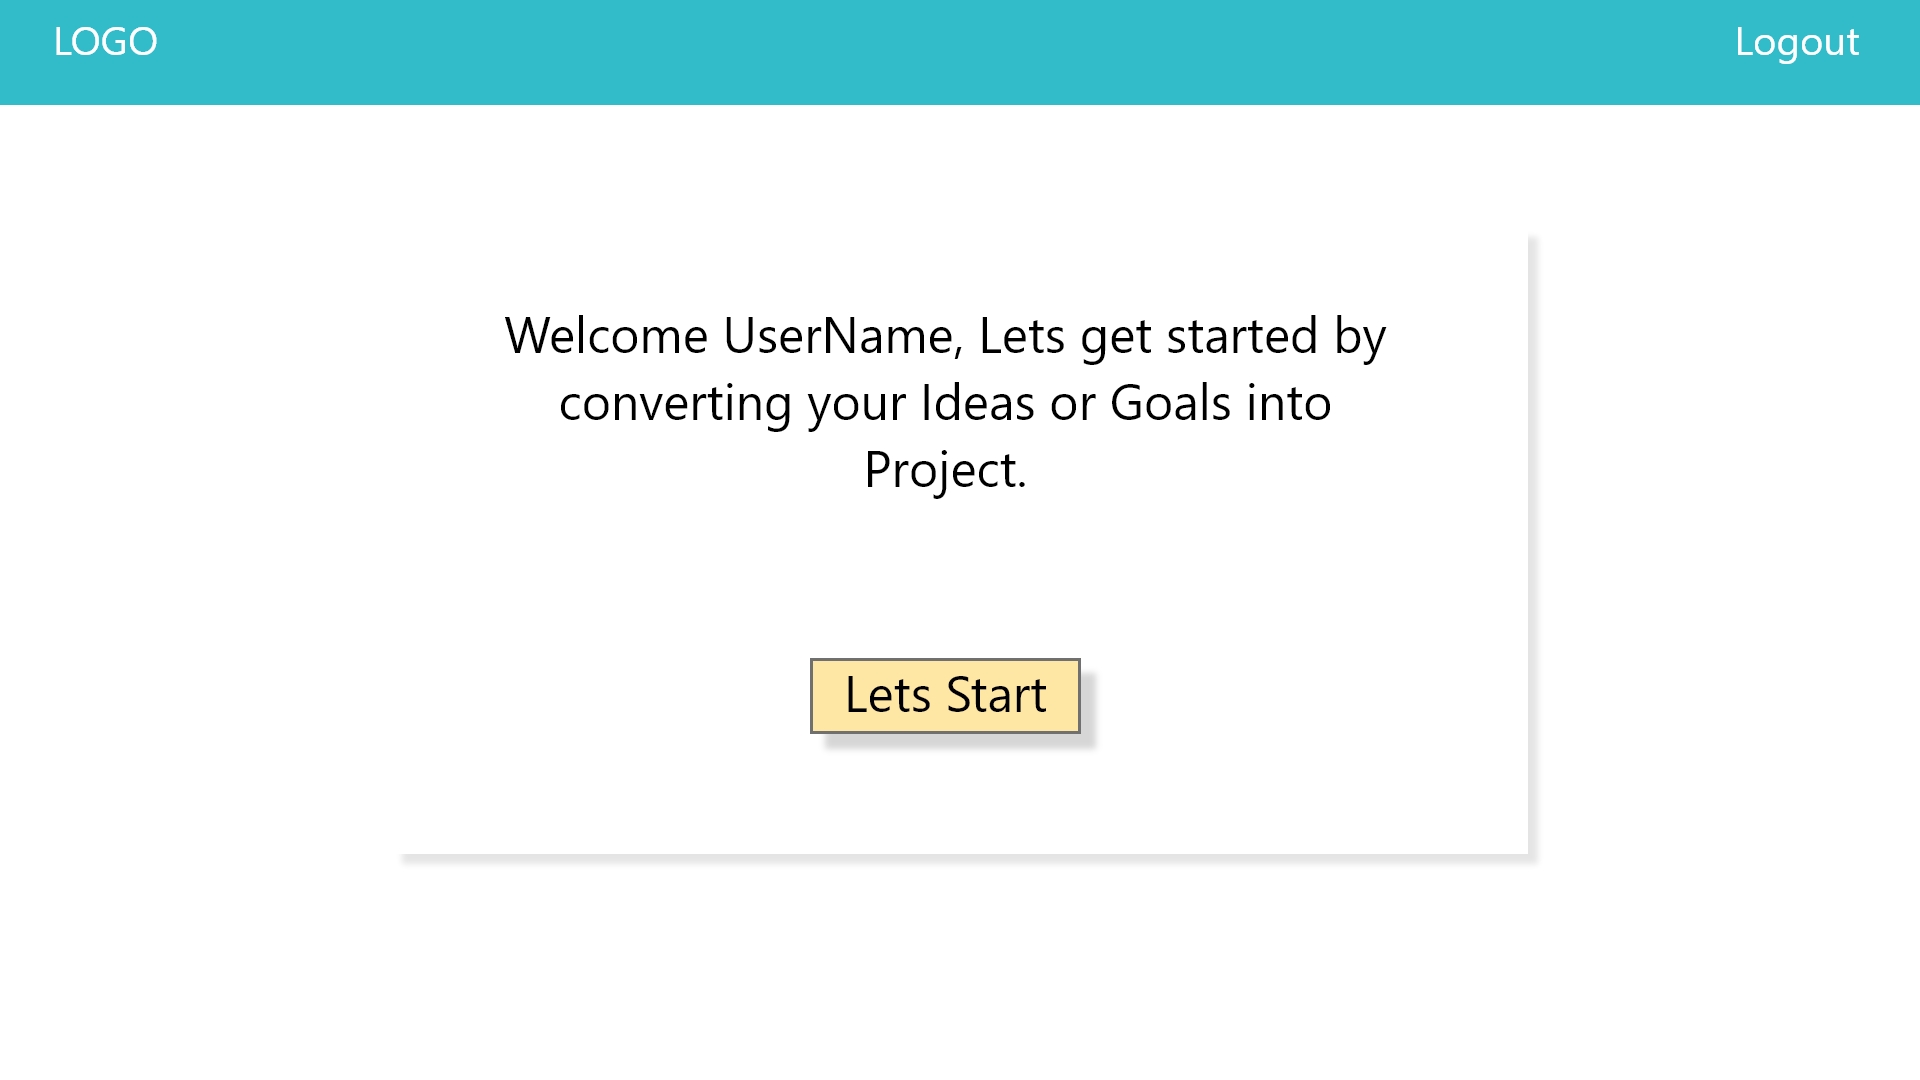 LOGO
Logout
Welcome UserName, Lets get started by
converting your Ideas or Goals into
Project.
Lets Start